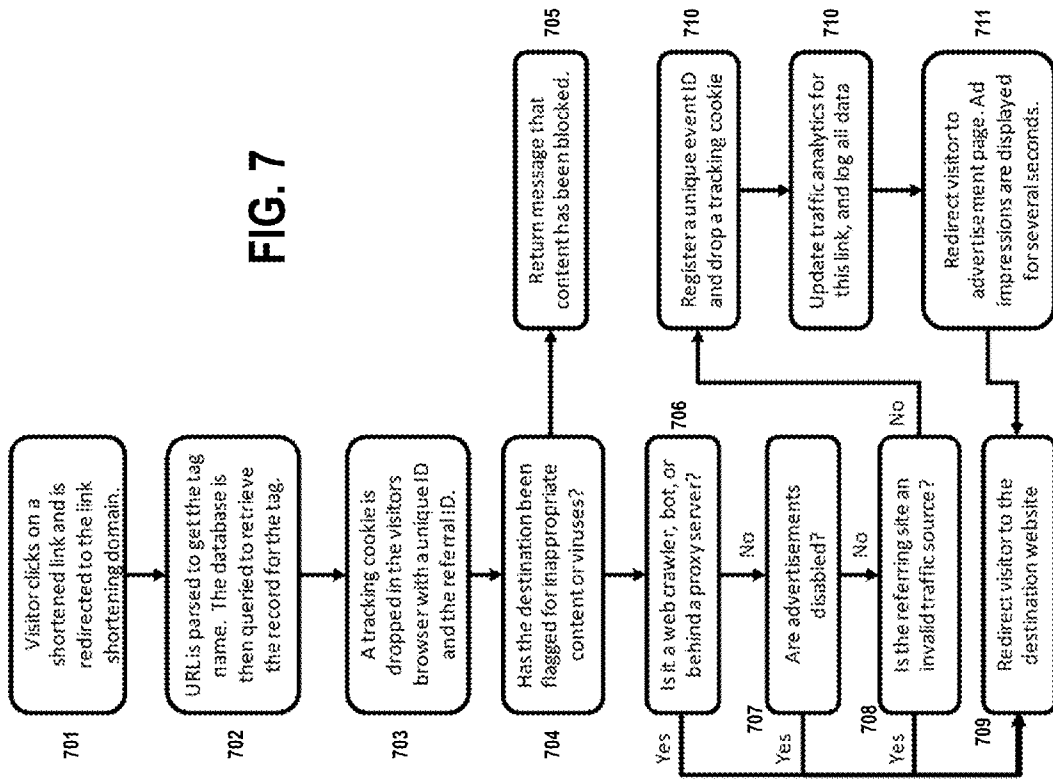 FIG. 7
701
Visitor clicks on a
shortened link and is
redirected to the link
shortening domain.
702
URL is parsed to get the tag
name. The database is
then queried to retrieve
the record for the tag.
703
A tracking cookie is
dropped in the visitors
browser with a unique ID
and the referral ID.
704
Has the destination been
flagged for inappropriate
content or viruses?
705
Return message that
content has been blocked.
706
Is it a web crawler, bot, or
behind a proxy server?
Yes
No
707
Are advertisements
disabled?
Yes
No
708
Is the referring site an
invalid traffic source?
Yes
No
709
Redirect visitor to the
destination website
710
Register a unique event ID
and drop a tracking cookie
710
Update traffic analytics for
this link, and log all data
711
Redirect visitor to
advertisement page. Ad
impressions are displayed
for several seconds.